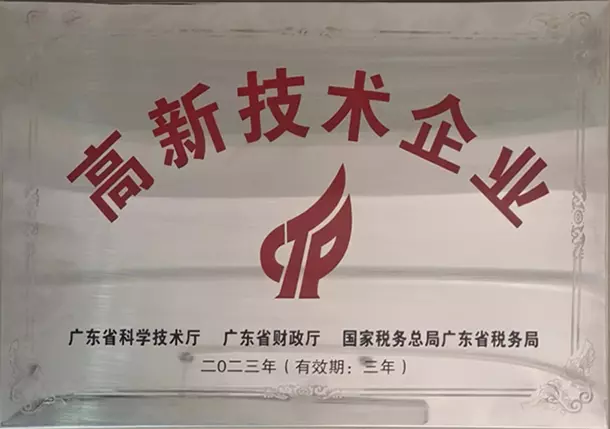 高新技术企业
广东省科学技术厅 广东省财政厅 国家税务总局广东省税务局
二〇二三年（有效期：三年）